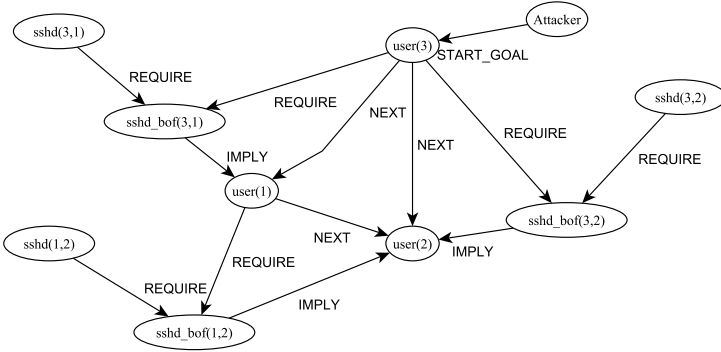 Attacker
sshd(3,1)
user(3)
START_GOAL
REQUIRE
REQUIRE
NEXT
sshd(3,2)
sshd_bof(3,1)
REQUIRE
NEXT
IMPLY
REQUIRE
user(1)
sshd_bof(3,2)
NEXT
sshd(1,2)
user(2)
IMPLY
REQUIRE
REQUIRE
IMPLY
sshd_bof(1,2)